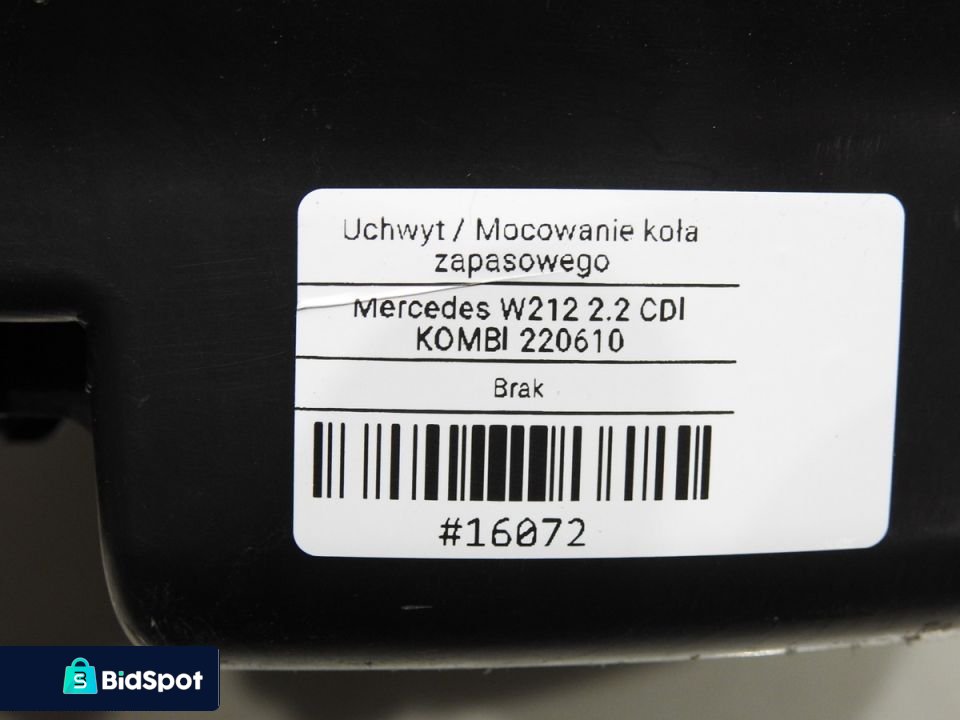 Uchwyt / Mocowanie koła
zapasowego
Mercedes W212 2.2 CDI
KOMBI 220610
Brak
#16072
BidSpot